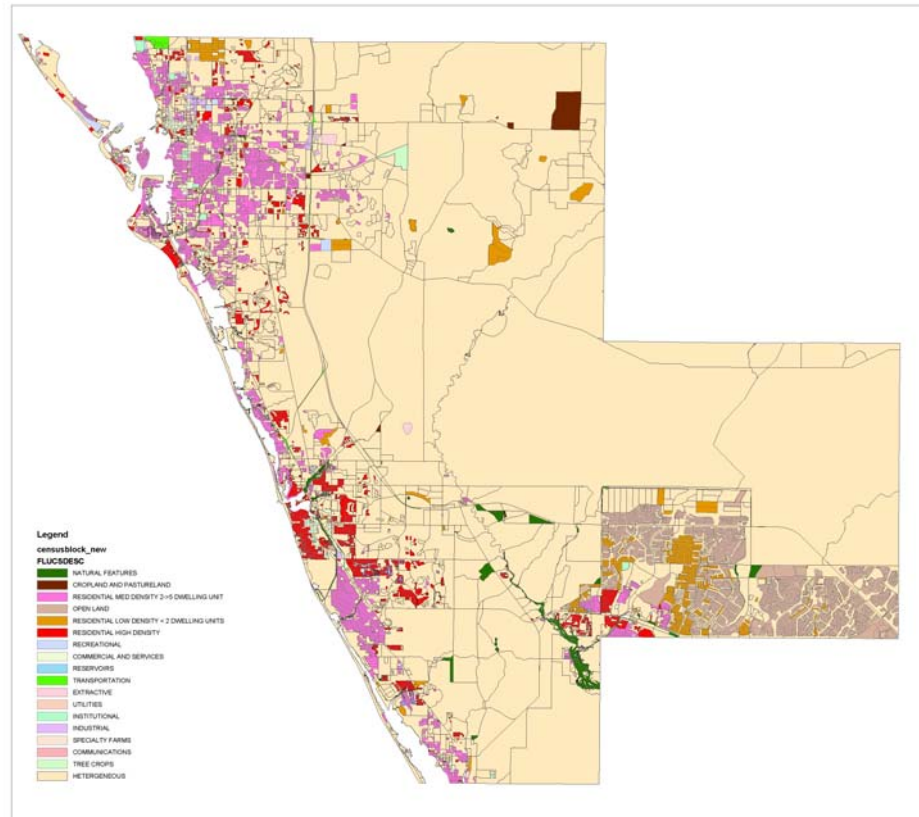 Legend
censusblock_new
FLUCSDESC
NATURAL FEATURES
CROPLAND AND PASTURELAND
RESIDENTIAL MED DENSITY 2->5 DWELLING UNIT
OPEN LAND
RESIDENTIAL LOW DENSITY < 2 DWELLING UNITS
RESIDENTIAL HIGH DENSITY
RECREATIONAL
COMMERCIAL AND SERVICES
RESERVOIRS
TRANSPORTATION
EXTRACTIVE
UTILITIES
INSTITUTIONAL
INDUSTRIAL
SPECIALTY FARMS
COMMUNICATIONS
TREE CROPS
HETERGENEOUS